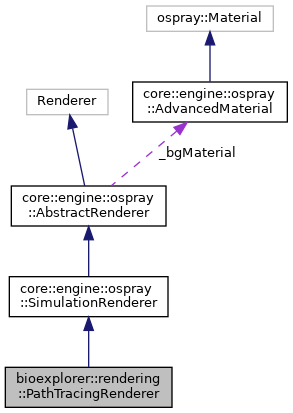 ospray::Material
Renderer
core::engine::ospray
::AdvancedMaterial
_bgMaterial
core::engine::ospray
::AbstractRenderer
core::engine::ospray
::SimulationRenderer
bioexplorer::rendering
::PathTracingRenderer